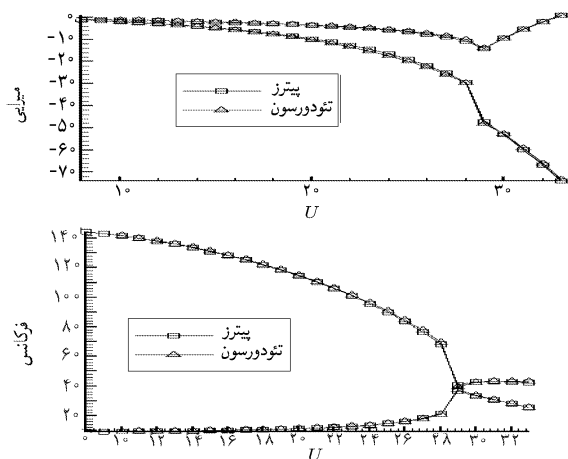 ۰
-۱۰
-۲۰
-۳۰
-۴۰
-۵۰
-۶۰
-۷۰
میرایی
پیترز
تئودورسون
۱۰ ۲۰ ۳۰
U
۱۴۰
۱۲۰
۱۰۰
۸۰
۶۰
۴۰
۲۰
فرکانسی
پیترز
تئودورسون
۰ ۱۰ ۱۲ ۱۴ ۱۶ ۱۸ ۲۰ ۲۲ ۲۴ ۲۶ ۲۸ ۳۰ ۳۲
U